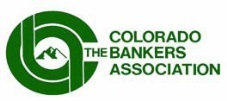 COLORADO
THE BANKERS
ASSOCIATION